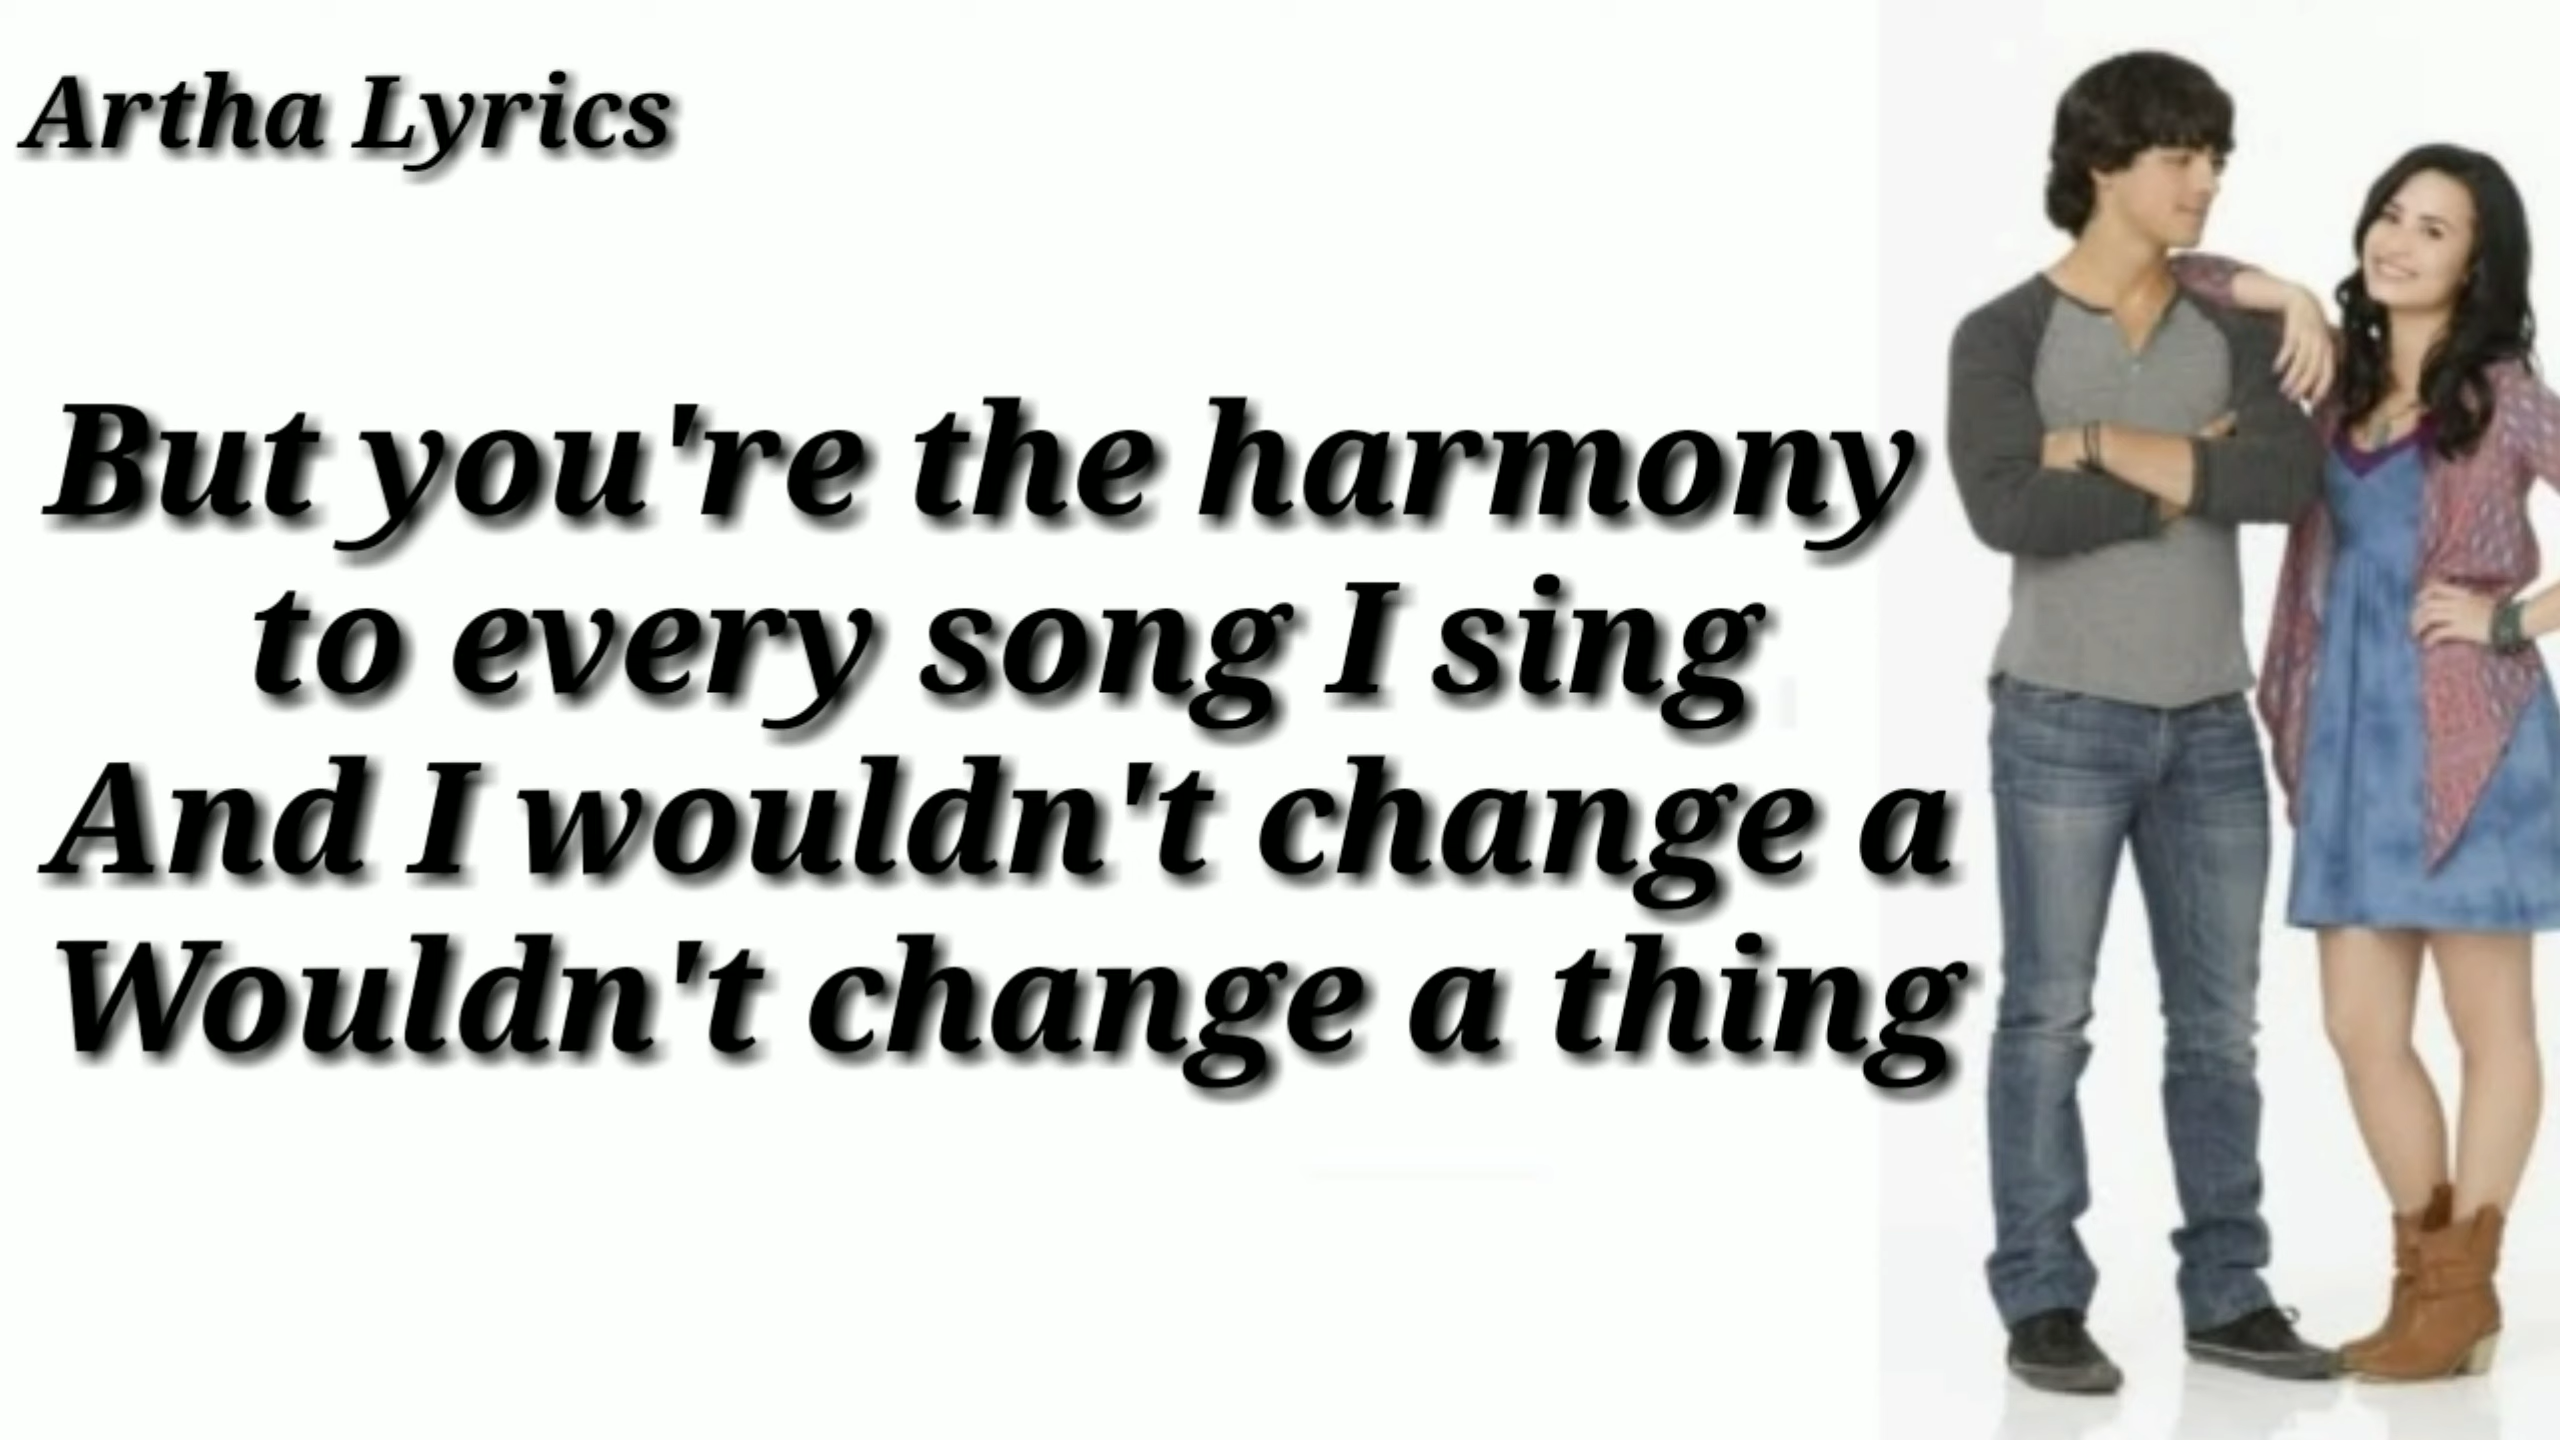 Artha Lyrics
But you're the harmony
to every song I sing
And I wouldn't change a
Wouldn't change a thing